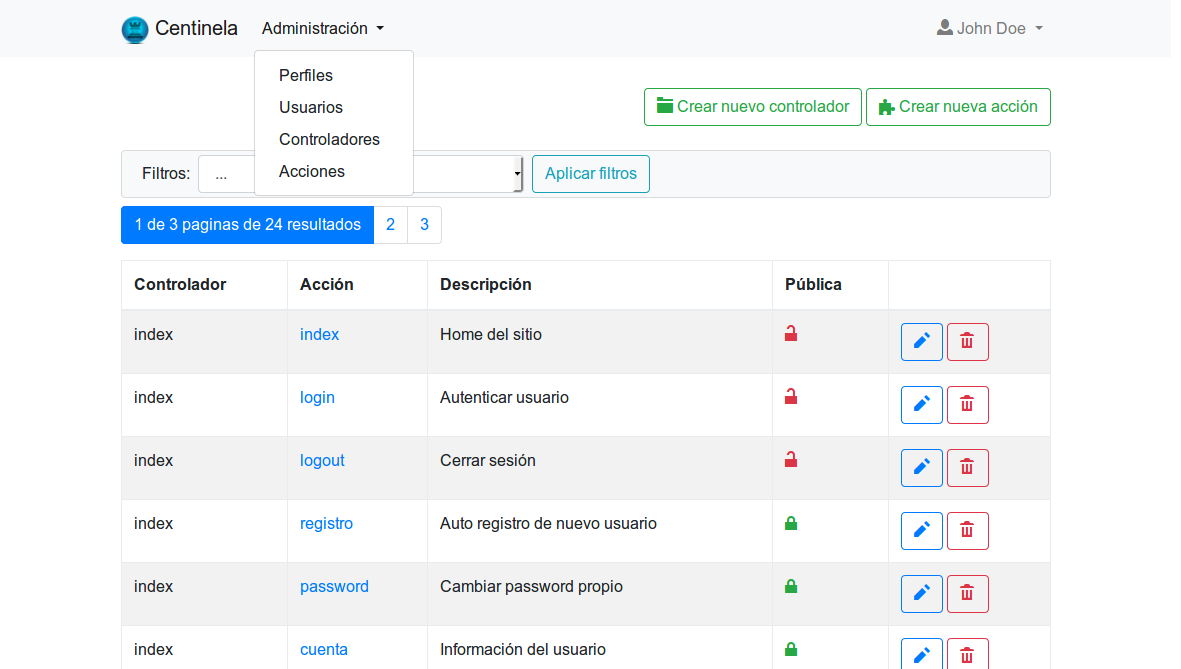 Centinela Administración John Doe
Perfiles
Usuarios
Controladores
Acciones
Crear nuevo controlador Crear nueva acción
Filtros: ... Aplicar filtros
1 de 3 paginas de 24 resultados 2 3
Controlador Acción Descripción Pública
index index Home del sitio
index login Autenticar usuario
index logout Cerrar sesión
index registro Auto registro de nuevo usuario
index password Cambiar password propio
index cuenta Información del usuario